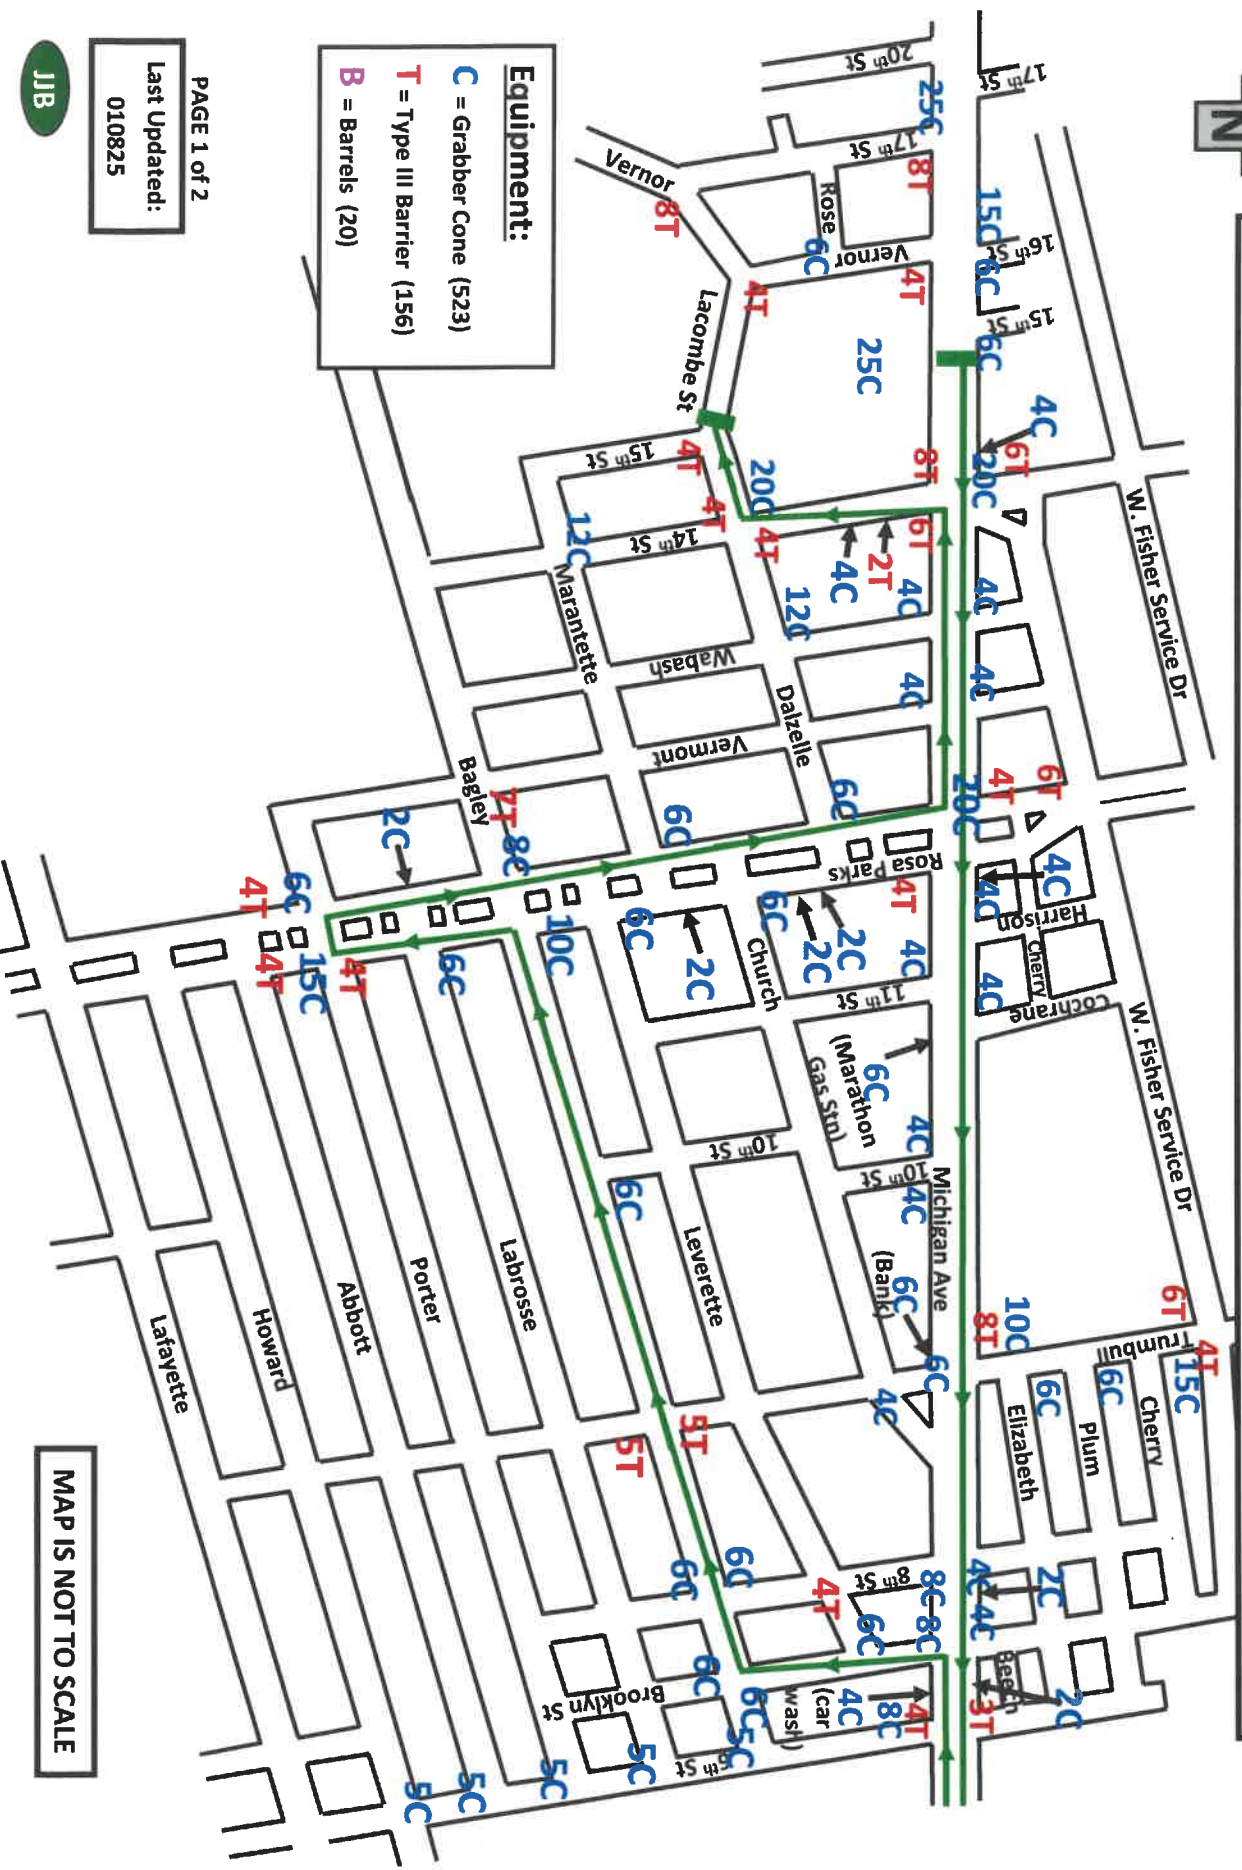 N
17th St
20th St
25C
17th St
8T
15C
16th St
6C
15th St
6C
Vernor
8T
Rose
6C
Vernor
4T
4T
Lacombe St
25C
4C
6T
20C
8T
W. Fisher Service Dr
15th St
4T
20C
4T
14th St
12C
6T
4T
2T
4C
4C
12C
4C
Marantette
Wabash
Dalzelle
4C
4C
Vermont
6T
4T
20C
6C
6C
Bagley
7T
8C
2C
Rosa Parks
4T
4C
4C
Harrison
Cherry
4C
Cochrane
W. Fisher Service Dr
4T
6C
4T
15C
4T
6C
10C
6C
2C
6C
Church
2C
2C
4C
11th St
6C
(Marathon
Gas Stn)
4C
10th St
10th St
4C
Michigan Ave
6C
(Bank)
6C
4C
6C
Leverette
Labrosse
Porter
Abbott
Howard
Lafayette
10C
8T
6T
Trumbull
4T
15C
6C
6C
Cherry
Plum
Elizabeth
5T
5T
6C
6C
4T
8th St
8C
6C
8C
4C
4C
2C
Beech
2C
3T
4T
8C
4C
(car
wash)
6C
6C
Brooklyn St
5C
6th St
5C
5C
5C
5C
Equipment:
C = Grabber Cone (523)
T = Type III Barrier (156)
B = Barrels (20)
PAGE 1 of 2
Last Updated:
010825
JJB
MAP IS NOT TO SCALE